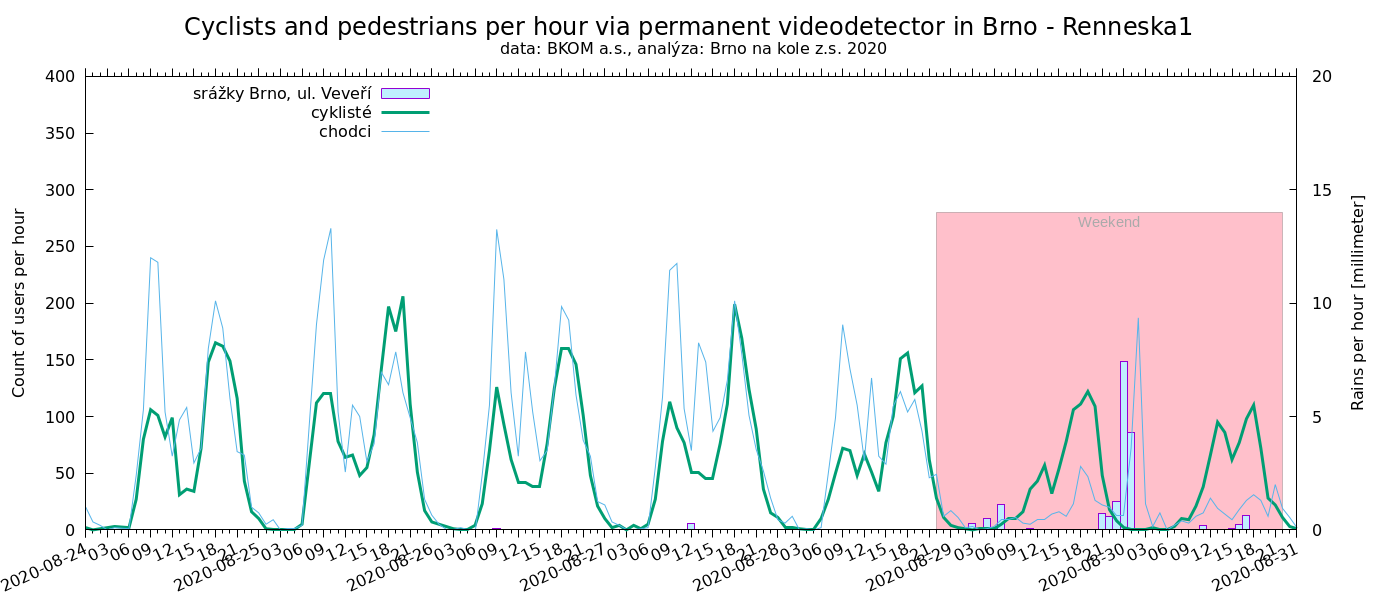 Cyclists and pedestrians per hour via permanent videodetector in Brno - Renneska1
data: BKOM a.s., analýza: Brno na kole z.s. 2020
srážky Brno, ul. Veveří
cyklisté
chodci
Weekend
Count of users per hour
400
350
300
250
200
150
100
50
0
Rains per hour [millimeter]
20
15
10
5
0
2020-08-24 03 06 09 12 15 18 21 2020-08-25 03 06 09 12 15 18 21 2020-08-26 03 06 09 12 15 18 21 2020-08-27 03 06 09 12 15 18 21 2020-08-28 03 06 09 12 15 18 21 2020-08-29 03 06 09 12 15 18 21 2020-08-30 03 06 09 12 15 18 21 2020-08-31